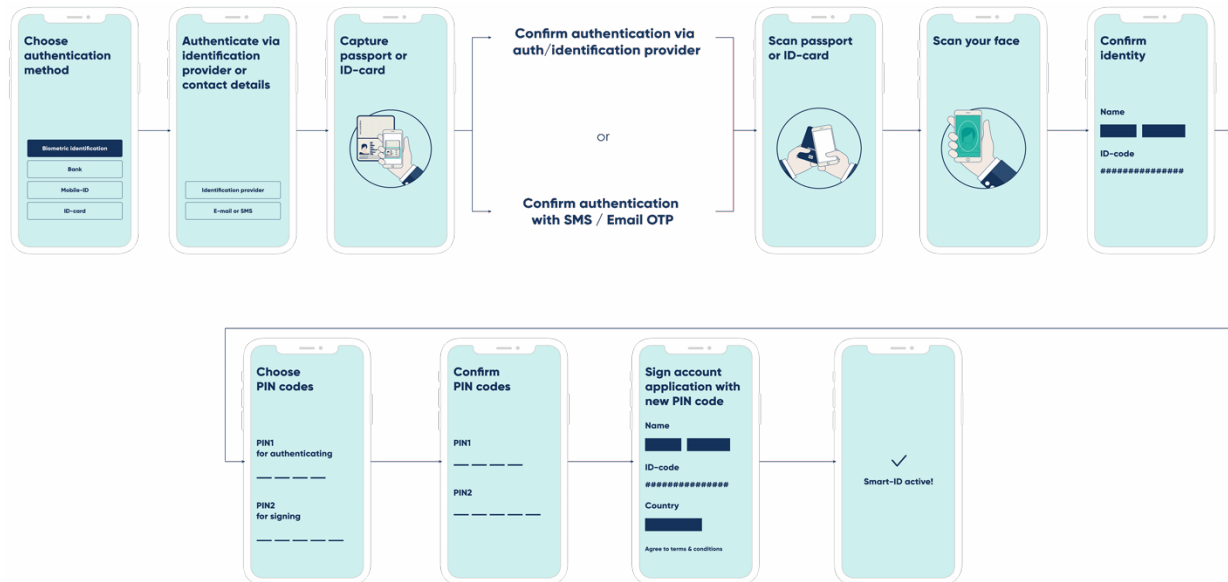 Choose
authentication
method
Biometric identification
Bank
Mobile-ID
ID-card
Authenticate via
identification
provider or
contact details
Identification provider
E-mail or SMS
Capture
passport or
ID-card
Confirm authentication via
auth/identification provider
or
Confirm authentication
with SMS / Email OTP
Scan passport
or ID-card
Scan your face
Confirm
identity
Name
ID-code
###############
Choose
PIN codes
PIN1
for authenticating
PIN2
for signing
Confirm
PIN codes
PIN1
PIN2
Sign account
application with
new PIN code
Name
ID-code
###############
Country
Agree to terms & conditions
Smart-ID active!